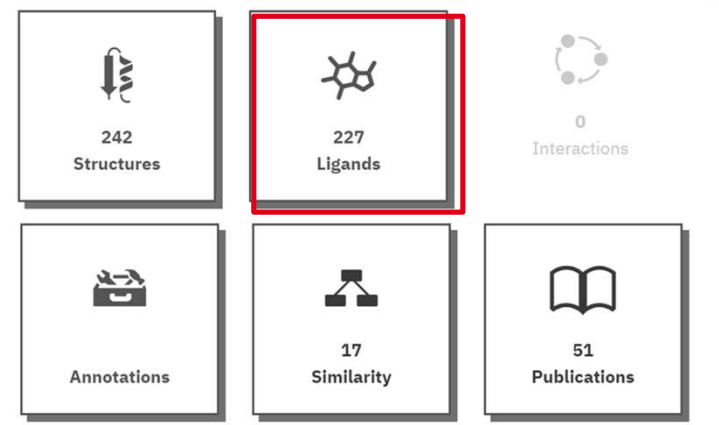 242
Structures
227
Ligands
0
Interactions
Annotations
17
Similarity
51
Publications